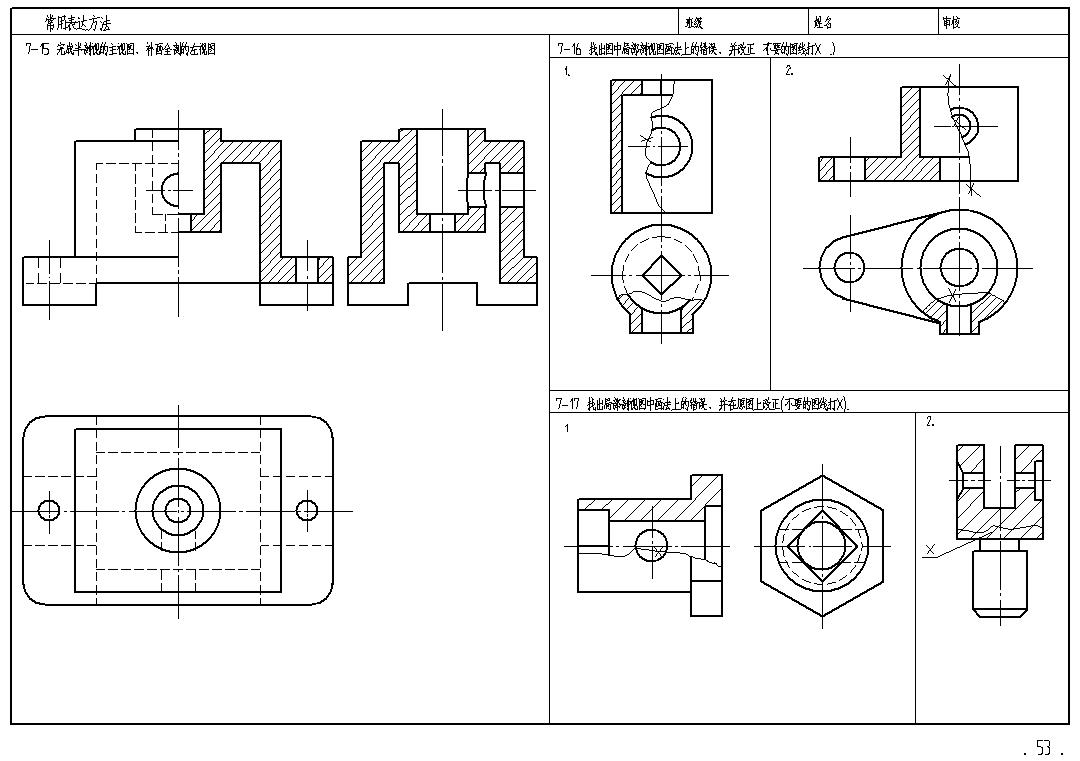 常用表达方法 班级 姓名 审核
7-15 完成半剖视的主视图、补画全剖的左视图
7-16 找出图中局部剖视图画法上的错误、并改正 不要的图线打X )
1.
2.
7-17 找出局部剖视图中画法上的错误、并在原图上改正(不要的图线打X).
1
2.
. 53 .